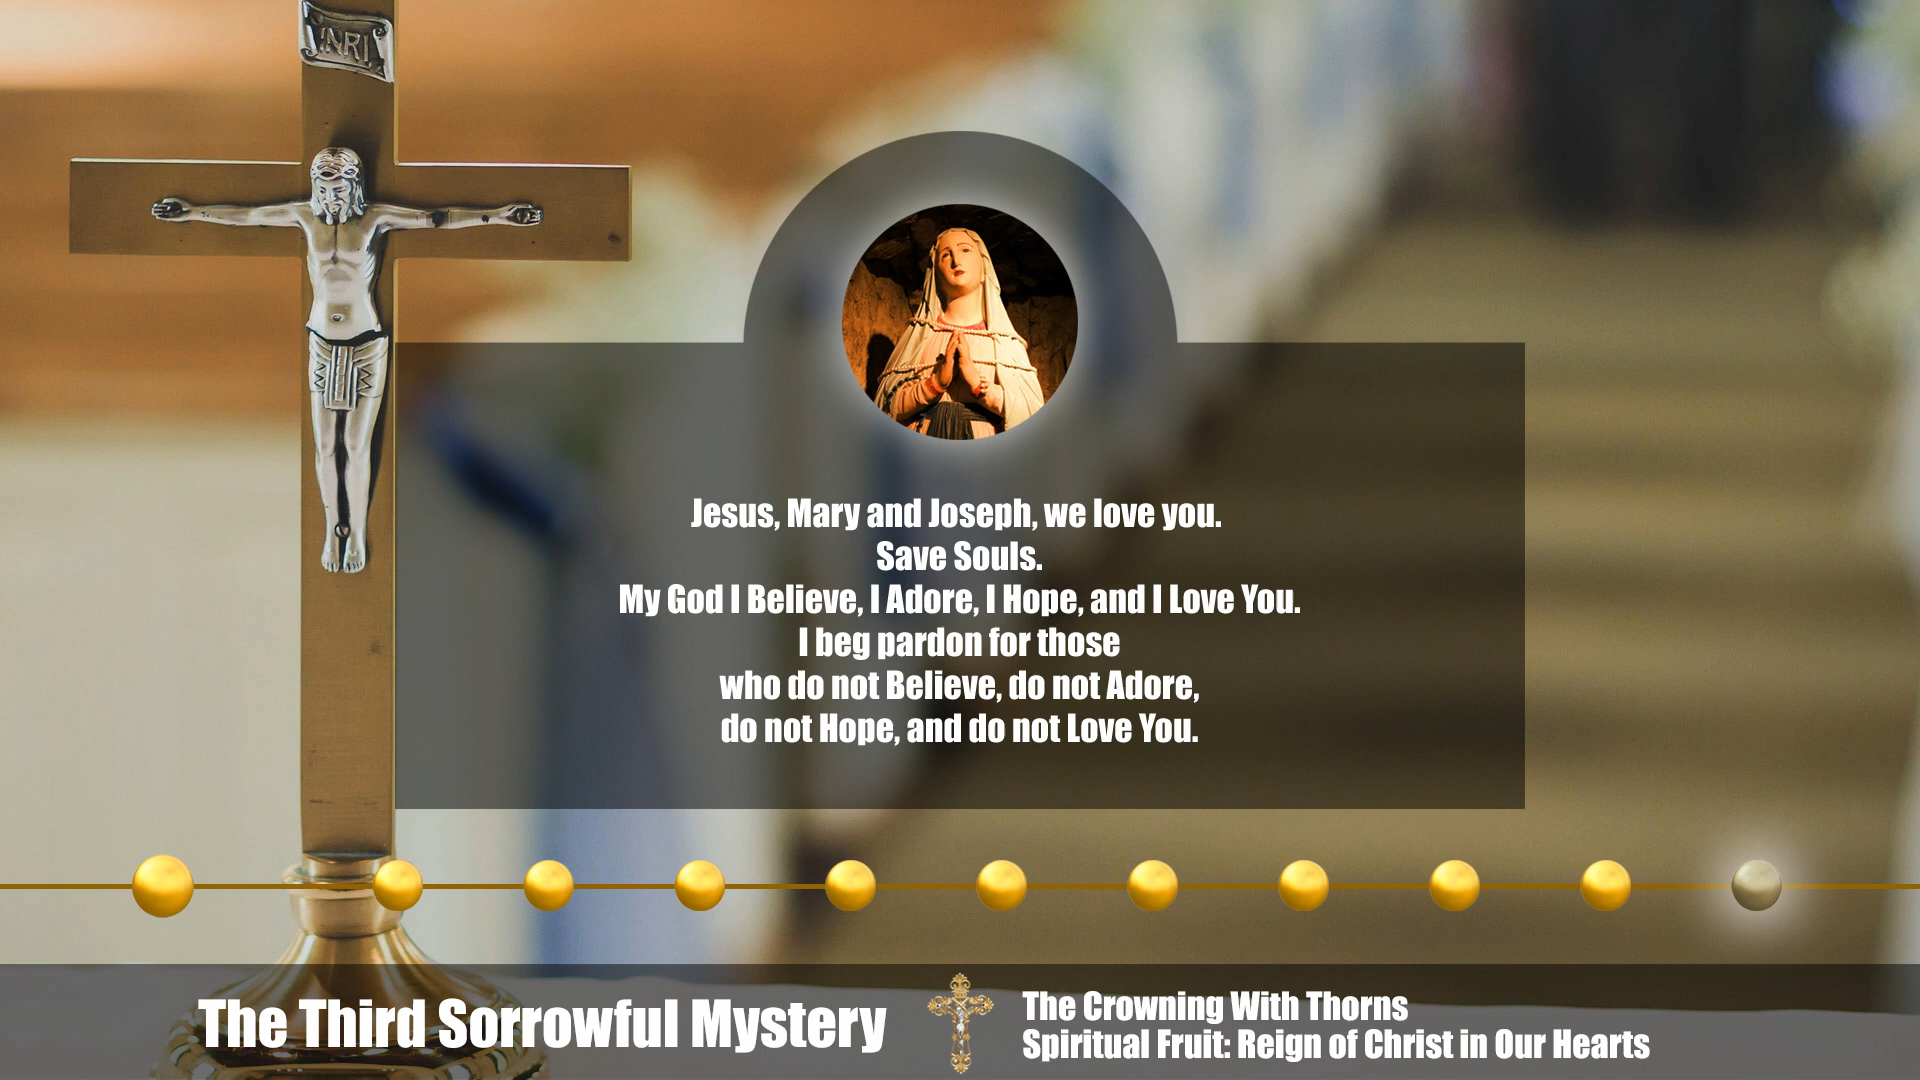 INRI
Jesus, Mary and Joseph, we love you.
Save Souls.
My God I Believe, I Adore, I Hope, and I Love You.
I beg pardon for those
who do not Believe, do not Adore,
do not Hope, and do not Love You.
The Third Sorrowful Mystery
The Crowning With Thorns
Spiritual Fruit: Reign of Christ in Our Hearts